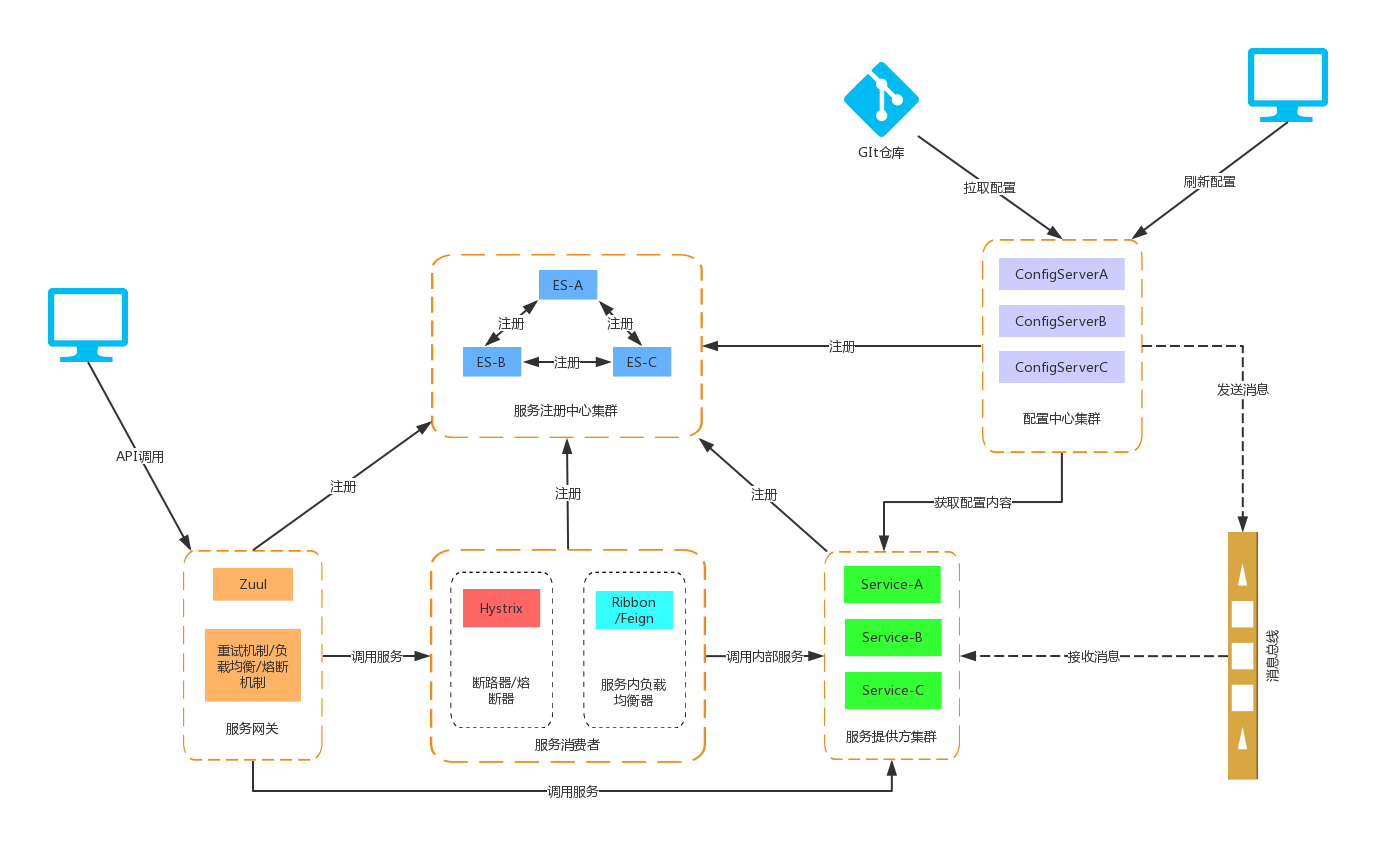 GIt仓库
拉取配置
刷新配置
ConfigServerA
ConfigServerB
ConfigServerC
配置中心集群
ES-A
注册
注册
ES-B
注册
ES-C
服务注册中心集群
注册
发送消息
API调用
注册
注册
注册
获取配置内容
Zuul
重试机制/负
载均衡/熔断
机制
服务网关
调用服务
Hystrix
断路器/熔
断器
Ribbon
/Feign
服务内负载
均衡器
服务消费者
调用内部服务
Service-A
Service-B
Service-C
服务提供方集群
接收消息
消息总线
调用服务